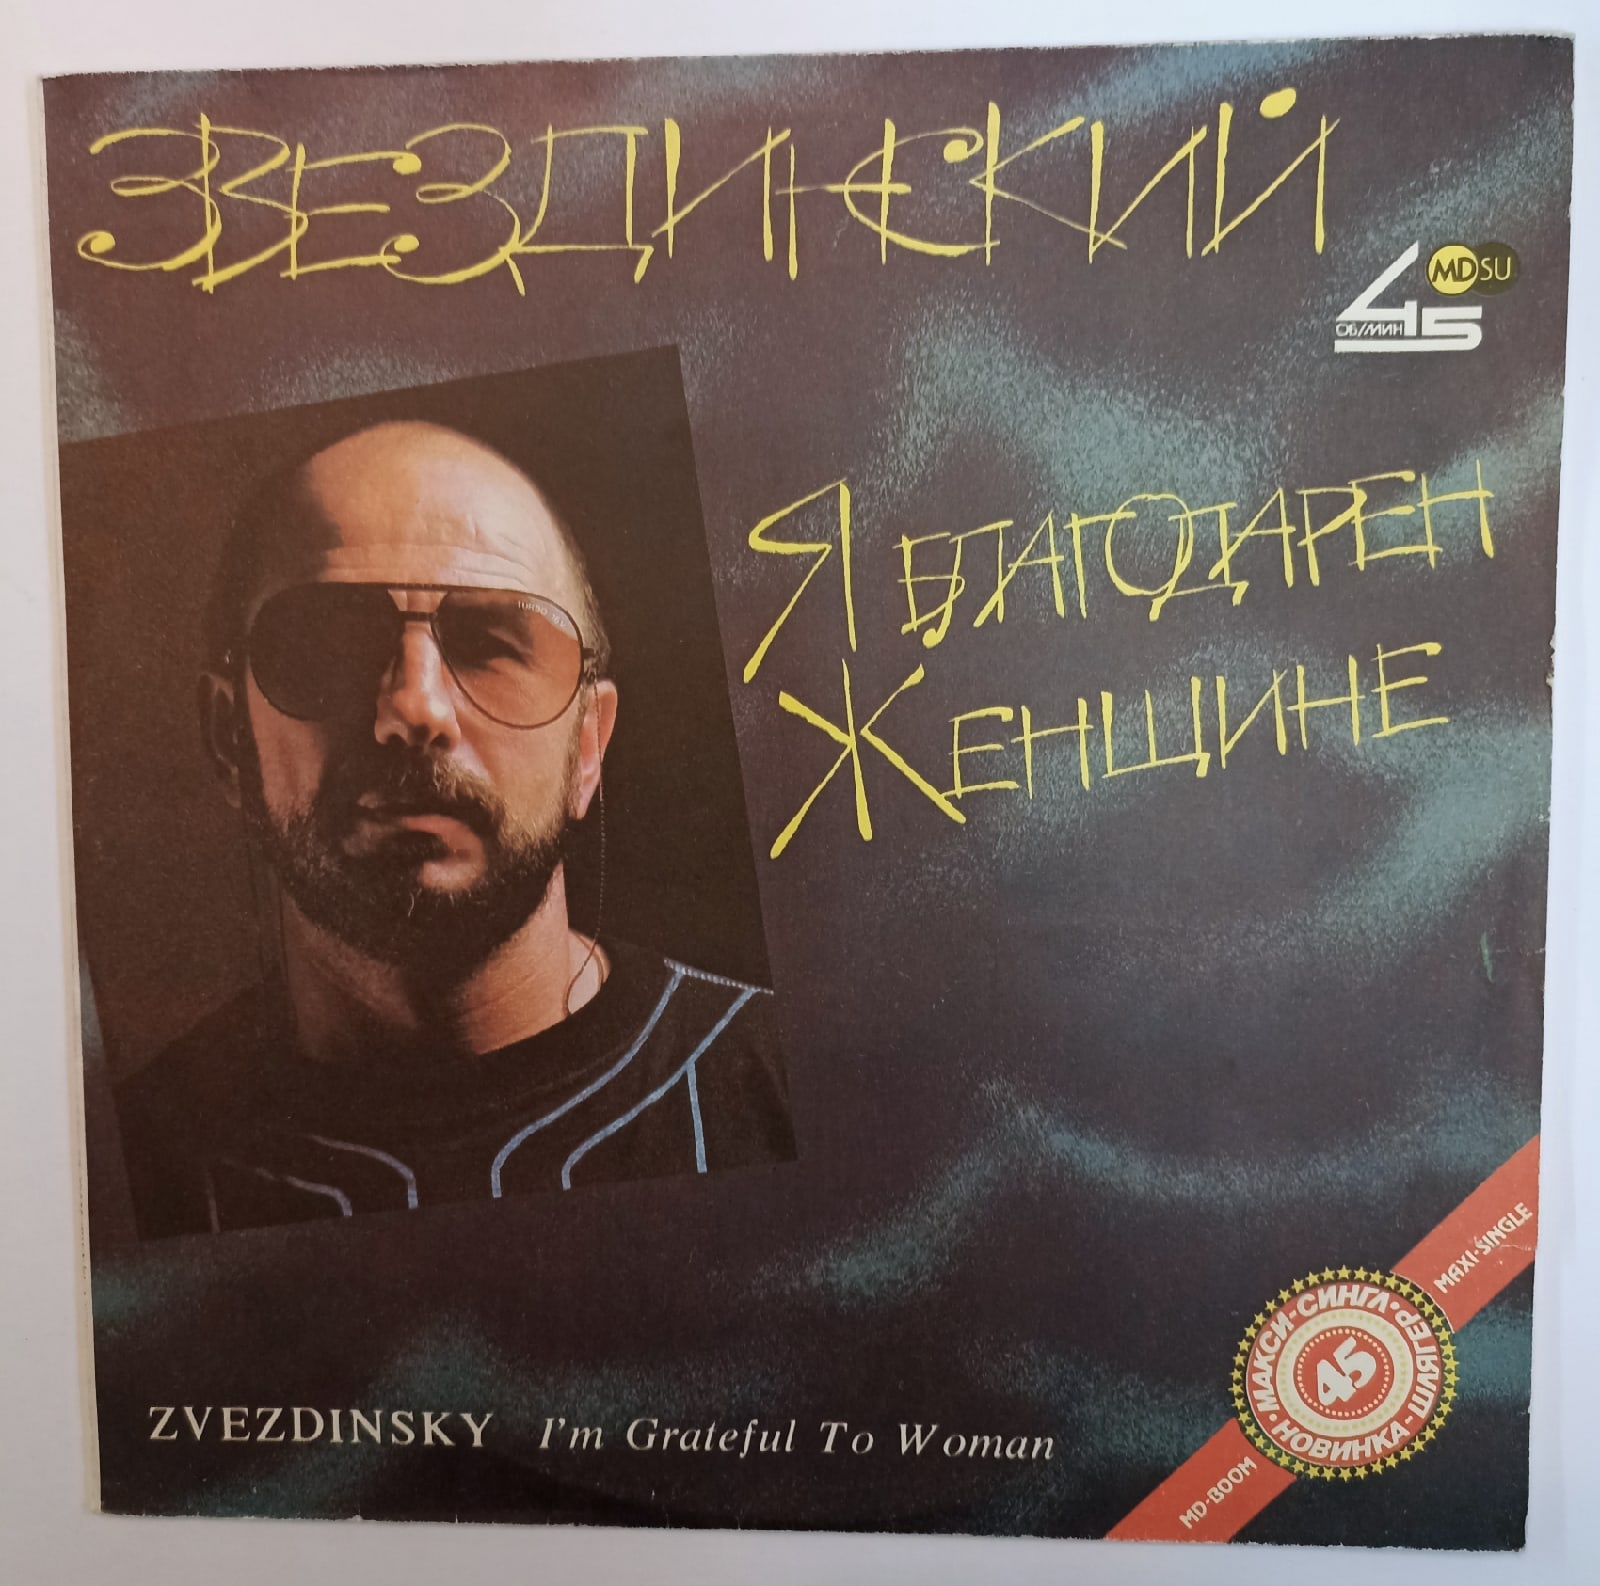 ЗВЕЗДИНСКИЙ
MD SU
45
ОБ/МИН
Я БЛАГОДАРЕН
ЖЕНЩИНЕ
MAXI-SINGLE
МАКСИ-СИНГЛ • ШЛЯГЕР •
45
НОВИНКА-ШЛЯГЕР
MD-BOOM
ZVEZDINSKY I'm Grateful To Woman